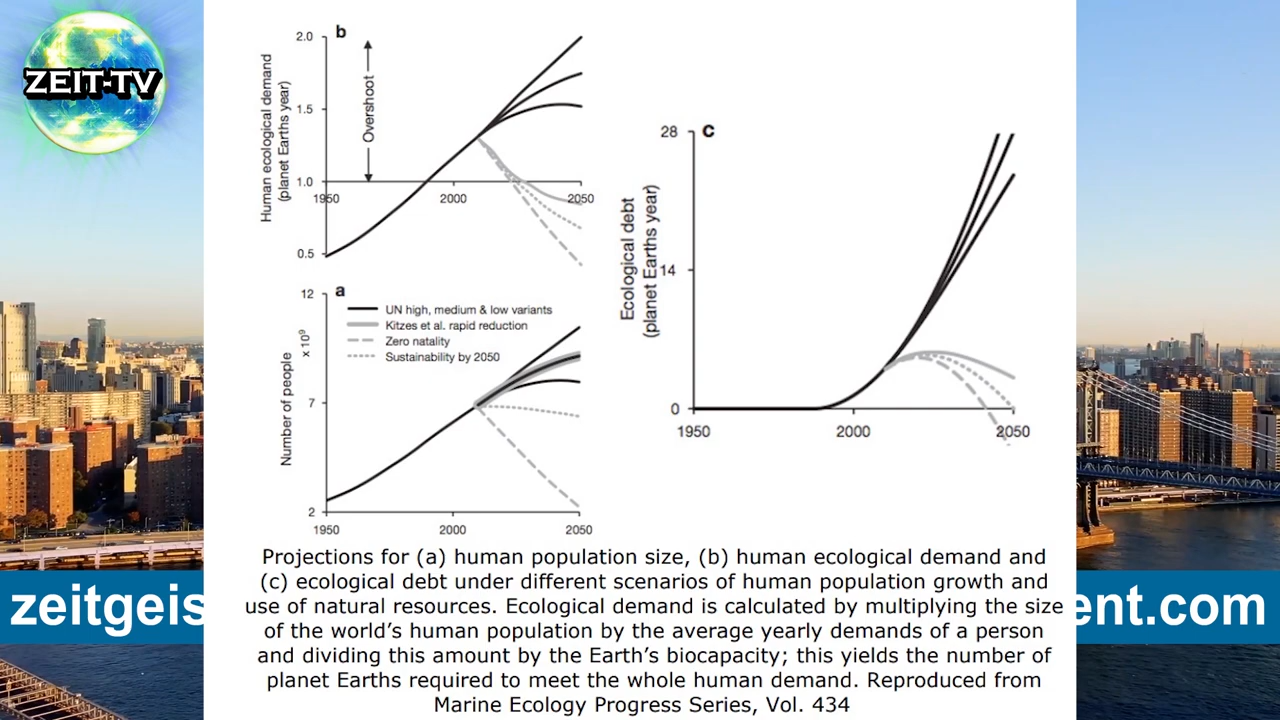 ZEIT-TV
b
2.0
1.5
1.0
0.5
Human ecological demand
(planet Earths year)
Overshoot
1950
2000
2050
a
12
7
2
x 10⁹
Number of people
UN high, medium & low variants
Kitzes et al. rapid reduction
Zero natality
Sustainability by 2050
1950
2000
2050
C
28
14
0
Ecological debt
(planet Earths year)
1950
2000
2050
Projections for (a) human population size, (b) human ecological demand and
(c) ecological debt under different scenarios of human population growth and
use of natural resources. Ecological demand is calculated by multiplying the size
of the world's human population by the average yearly demands of a person
and dividing this amount by the Earth's biocapacity; this yields the number of
planet Earths required to meet the whole human demand. Reproduced from
Marine Ecology Progress Series, Vol. 434
zeitgeis
ent.com